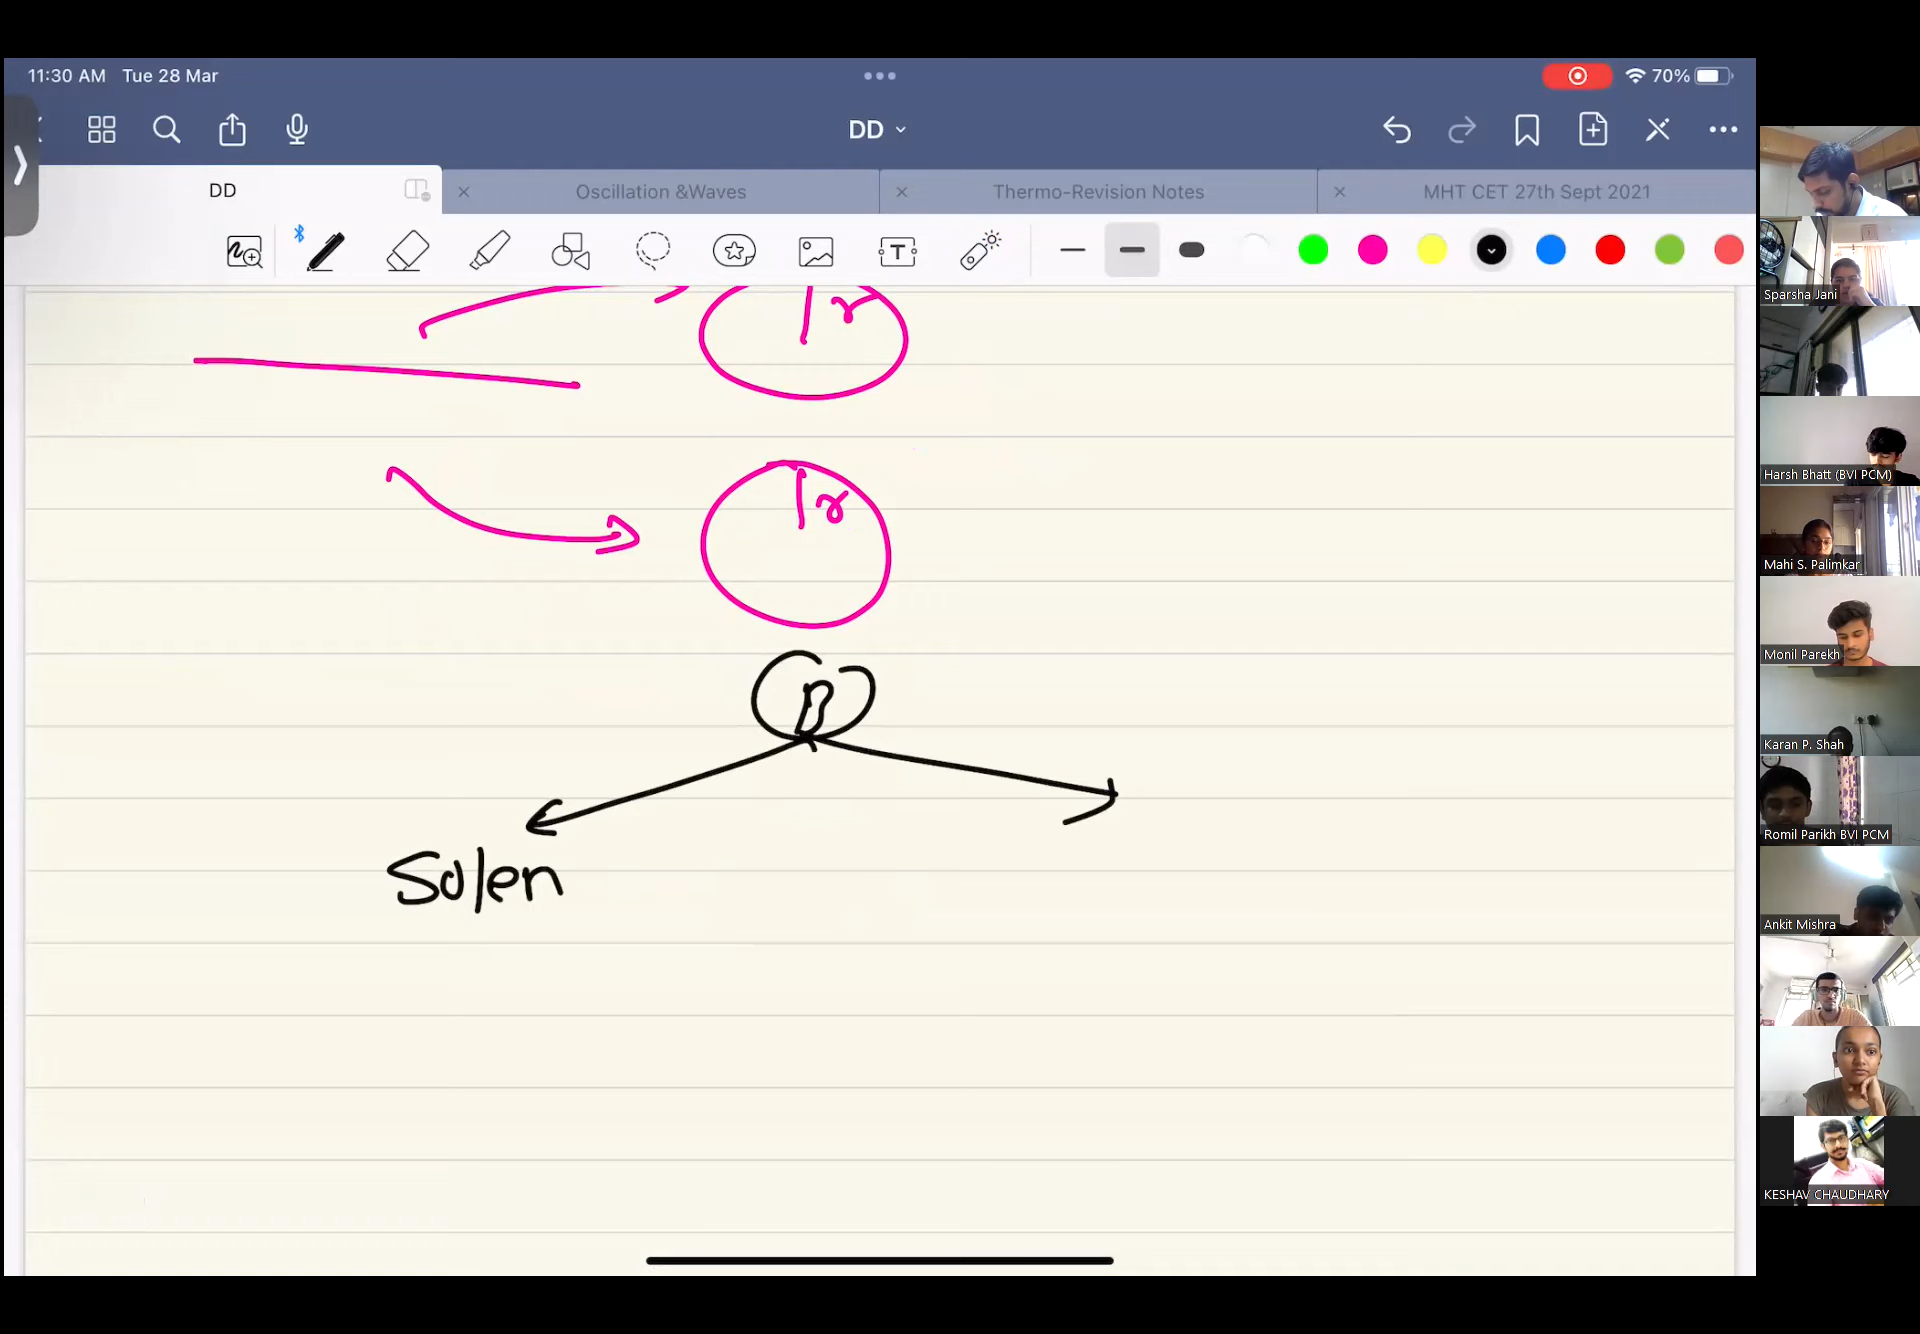 11:30 AM Tue 28 Mar
70%
DD
DD
Oscillation &Waves
Thermo-Revision Notes
MHT CET 27th Sept 2021
T
r
r
B
Solen
Sparsha Jani
Harsh Bhatt (BVI PCM)
Mahi S. Palimkar
Monil Parekh
Karan P. Shah
Romil Parikh BVI PCM
Ankit Mishra
KESHAV CHAUDHARY